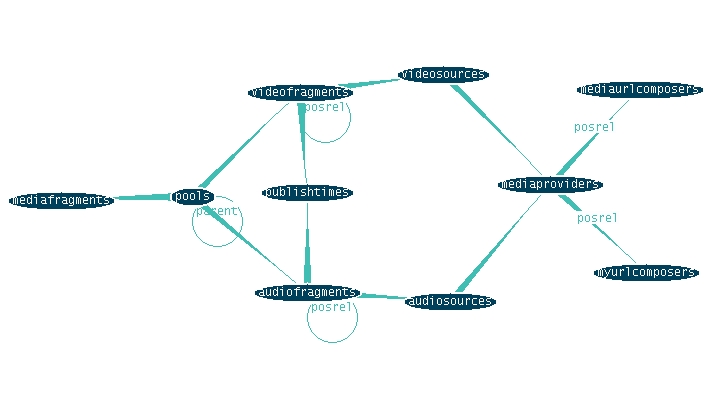 videosources
mediaurlcomposers
videofragments
posrel
posrel
mediaproviders
publishtimes
pools
mediafragments
parent
posrel
myurlcomposers
audiofragments
audiosources
posrel